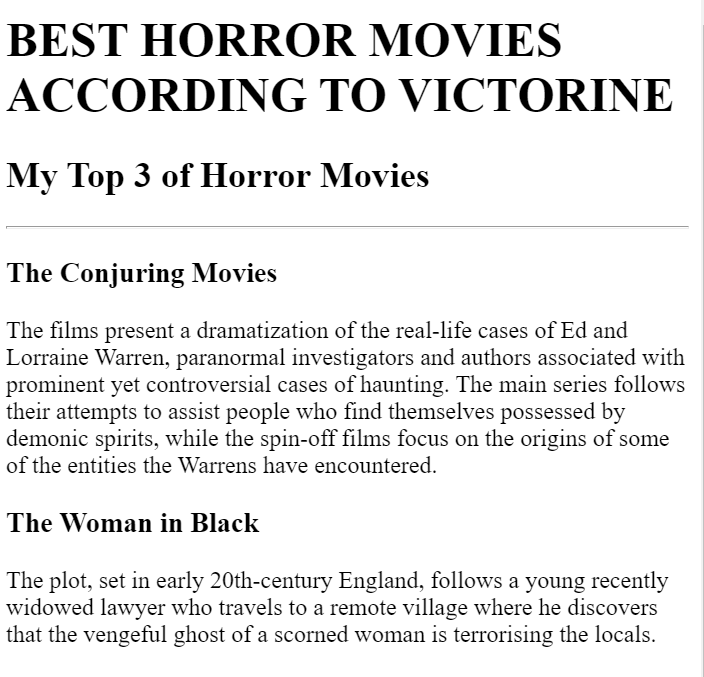 BEST HORROR MOVIES
ACCORDING TO VICTORINE
My Top 3 of Horror Movies
The Conjuring Movies
The films present a dramatization of the real-life cases of Ed and
Lorraine Warren, paranormal investigators and authors associated with
prominent yet controversial cases of haunting. The main series follows
their attempts to assist people who find themselves possessed by
demonic spirits, while the spin-off films focus on the origins of some
of the entities the Warrens have encountered.
The Woman in Black
The plot, set in early 20th-century England, follows a young recently
widowed lawyer who travels to a remote village where he discovers
that the vengeful ghost of a scorned woman is terrorising the locals.